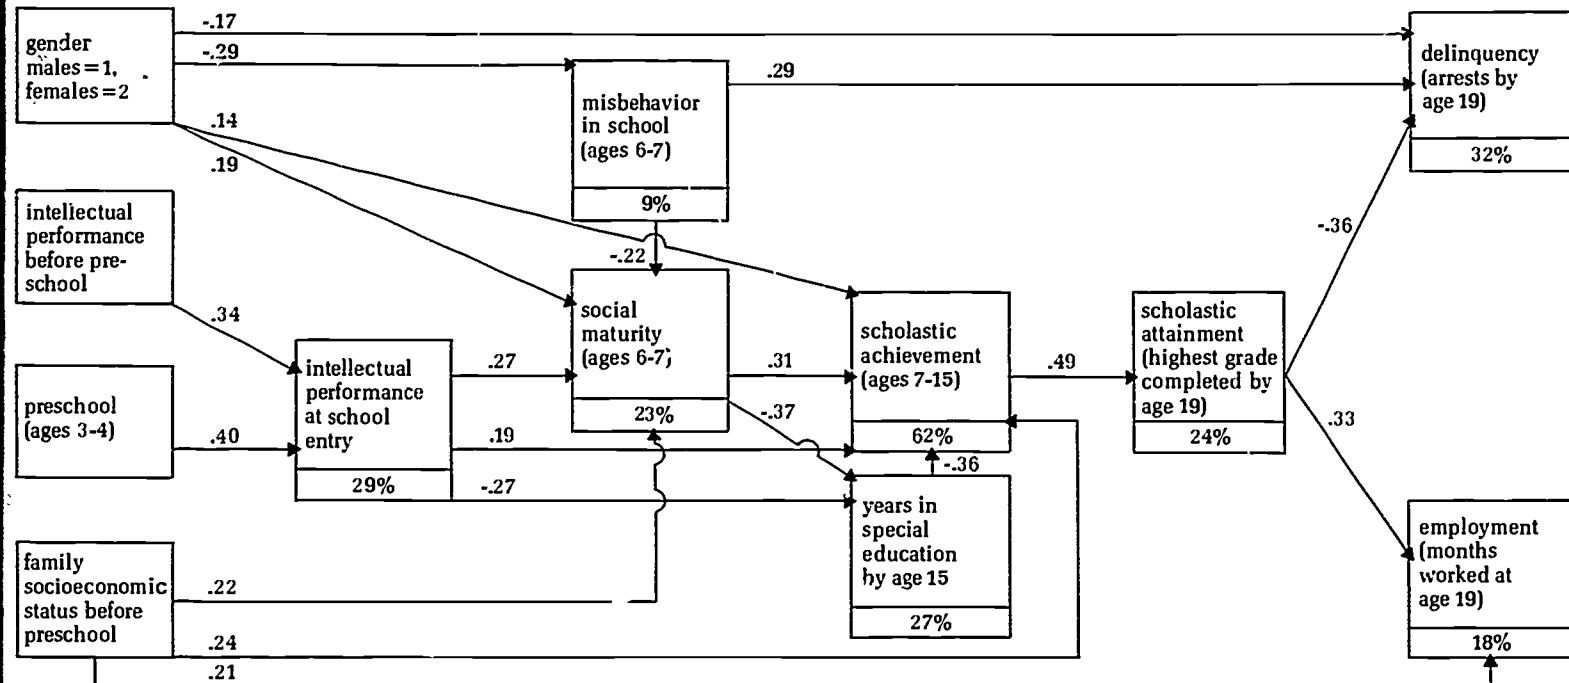 -.17
gender
males=1,
females=2
-.29
.14
.19
misbehavior
in school
(ages 6-7)
9%
.29
delinquency
(arrests by
age 19)
32%
intellectual
performance
before pre-
school
.34
-.22
social
maturity
(ages 6-7)
23%
-.36
preschool
(ages 3-4)
.40
intellectual
performance
at school
entry
29%
.27
.19
-.27
.31
-.37
scholastic
achievement
(ages 7-15)
62%
-.36
.49
scholastic
attainment
(highest grade
completed by
age 19)
24%
.33
years in
special
education
by age 15
27%
family
socioeconomic
status before
preschool
.22
.24
.21
employment
(months
worked at
age 19)
18%